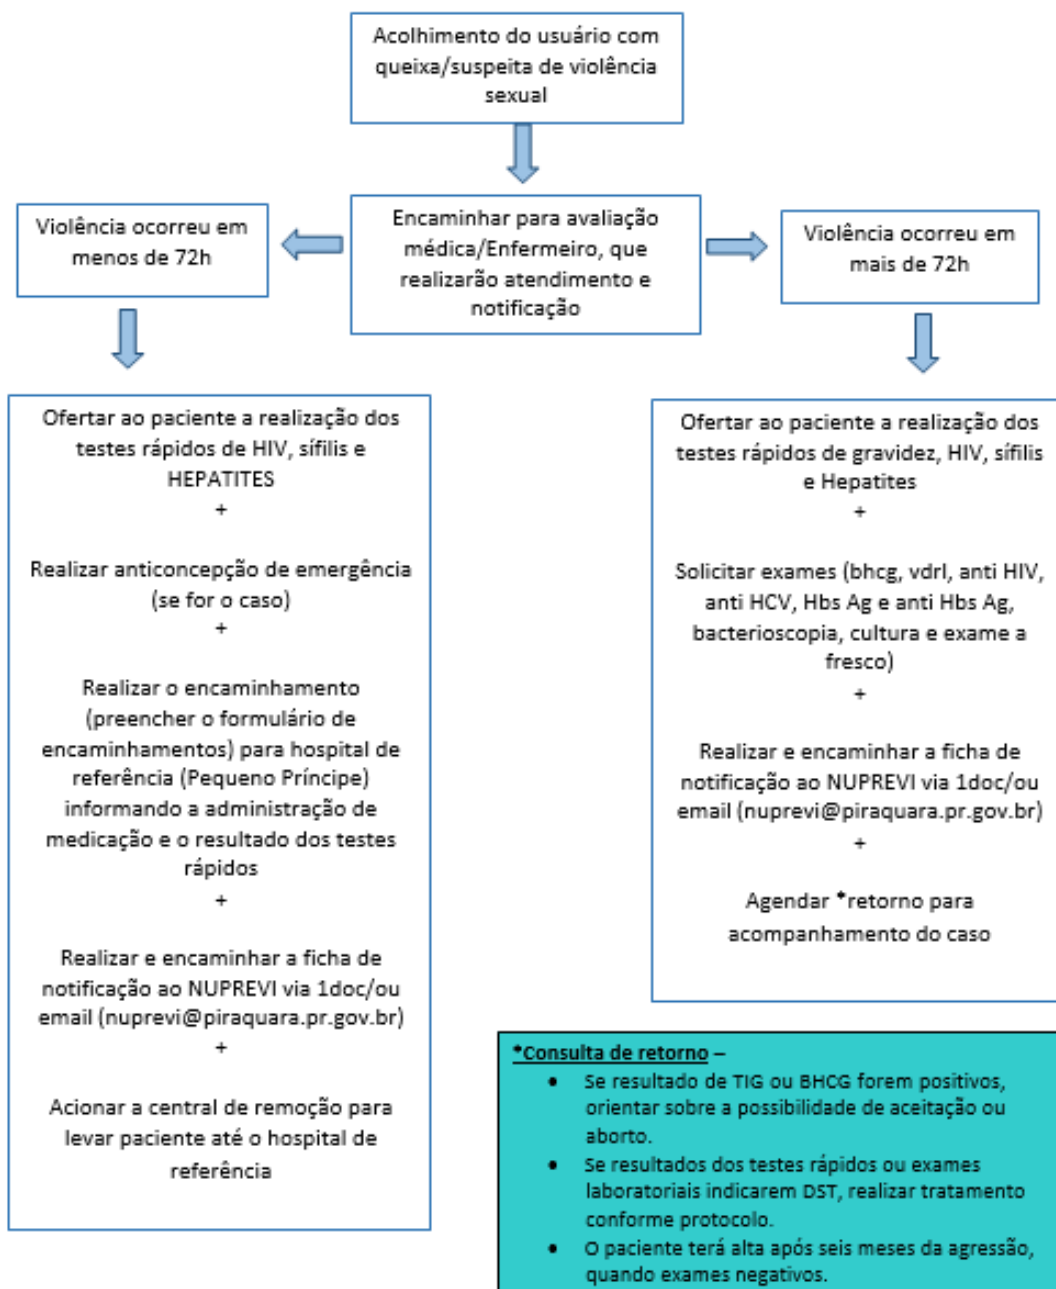 Acolhimento do usuário com
queixa/suspeita de violência
sexual
Violência ocorreu em
menos de 72h
Encaminhar para avaliação
médica/Enfermeiro, que
realizarão atendimento e
notificação
Violência ocorreu em
mais de 72h
Ofertar ao paciente a realização dos
testes rápidos de HIV, sífilis e
HEPATITES
+
Realizar anticoncepção de emergência
(se for o caso)
+
Realizar o encaminhamento
(preencher o formulário de
encaminhamentos) para hospital de
referência (Pequeno Príncipe)
informando a administração de
medicação e o resultado dos testes
rápidos
+
Realizar e encaminhar a ficha de
notificação ao NUPREVI via 1doc/ou
email (nuprevi@piraquara.pr.gov.br)
+
Acionar a central de remoção para
levar paciente até o hospital de
referência
Ofertar ao paciente a realização dos
testes rápidos de gravidez, HIV, sífilis
e Hepatites
+
Solicitar exames (bhcg, vdrl, anti HIV,
anti HCV, Hbs Ag e anti Hbs Ag,
bacterioscopia, cultura e exame a
fresco)
+
Realizar e encaminhar a ficha de
notificação ao NUPREVI via 1doc/ou
email (nuprevi@piraquara.pr.gov.br)
+
Agendar *retorno para
acompanhamento do caso
*Consulta de retorno –
• Se resultado de TIG ou BHCG forem positivos,
orientar sobre a possibilidade de aceitação ou
aborto.
• Se resultados dos testes rápidos ou exames
laboratoriais indicarem DST, realizar tratamento
conforme protocolo.
• O paciente terá alta após seis meses da agressão,
quando exames negativos.